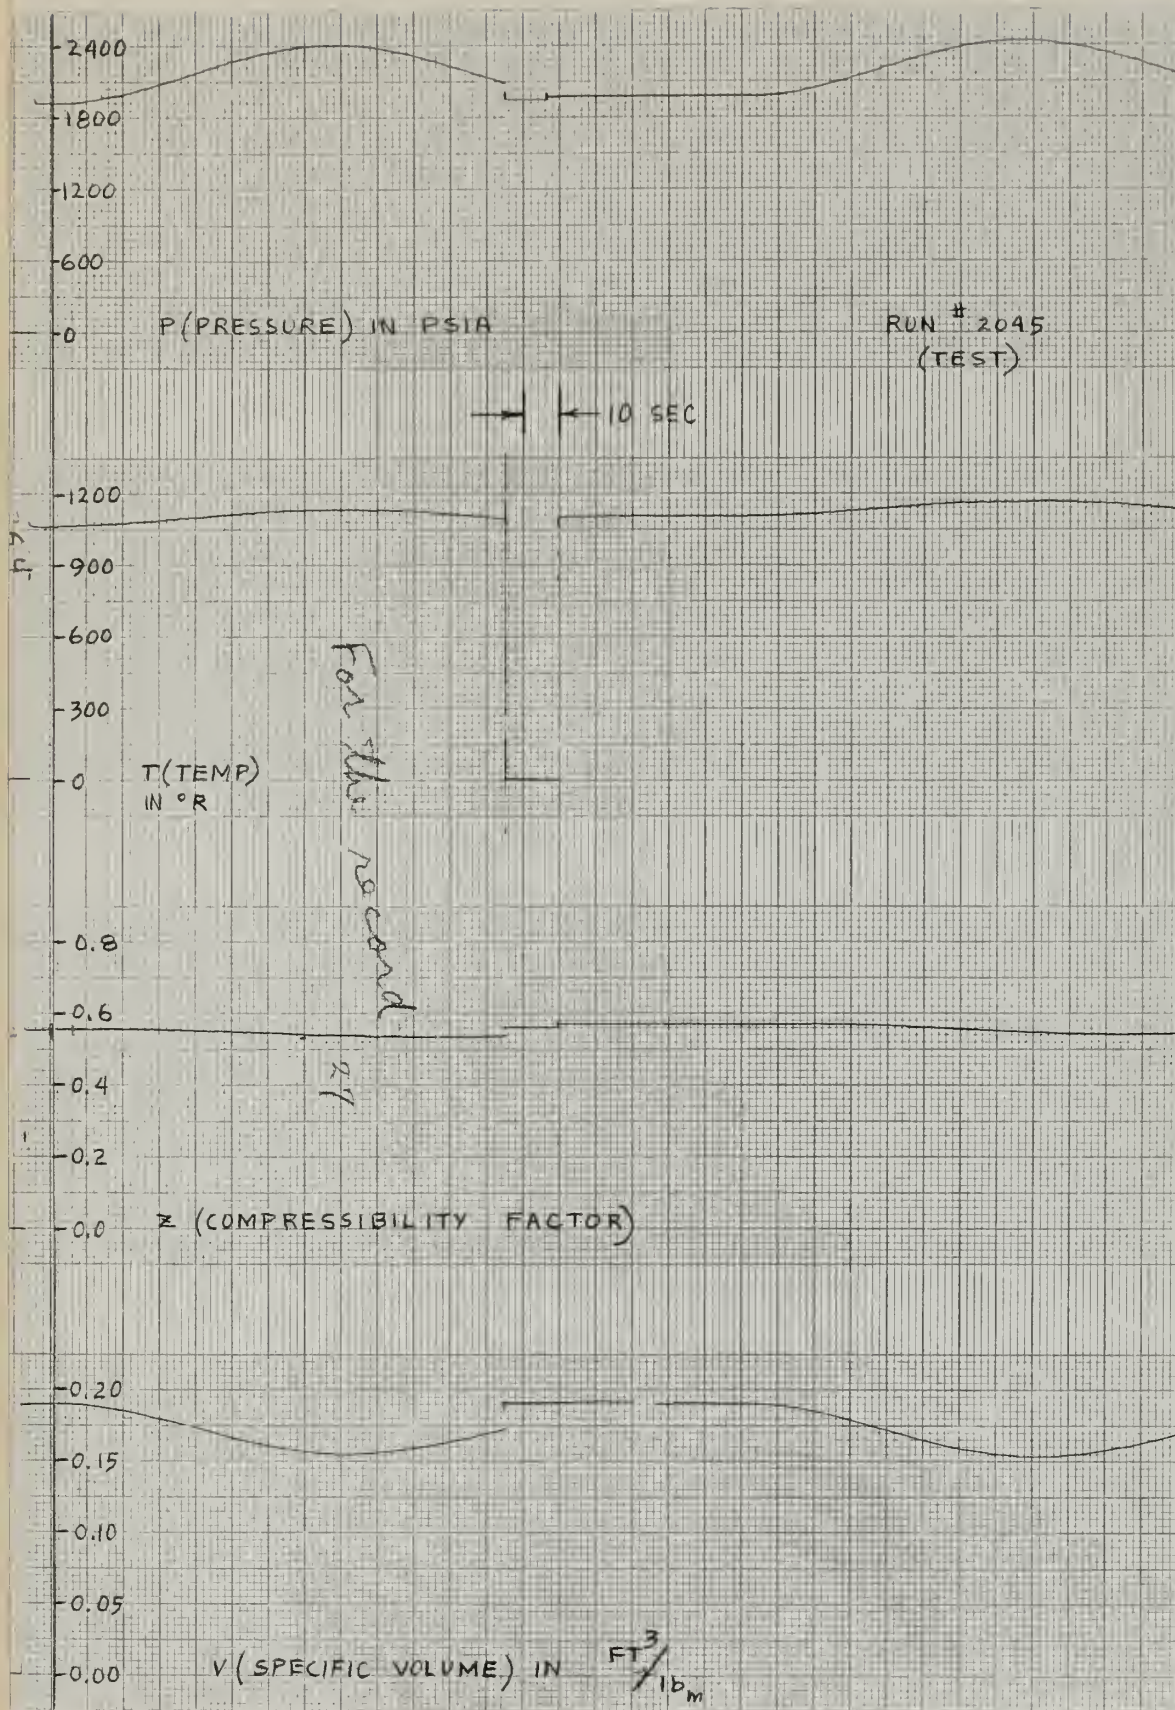 2400
1800
1200
600
0
P (PRESSURE) IN PSIA
RUN # 2045
(TEST)
10 SEC
1200
900
600
300
0
T (TEMP)
IN °R
For the record
27
0.8
0.6
0.4
0.2
0.0
Z (COMPRESSIBILITY FACTOR)
0.20
0.15
0.10
0.05
0.00
V (SPECIFIC VOLUME) IN FT³/lbm